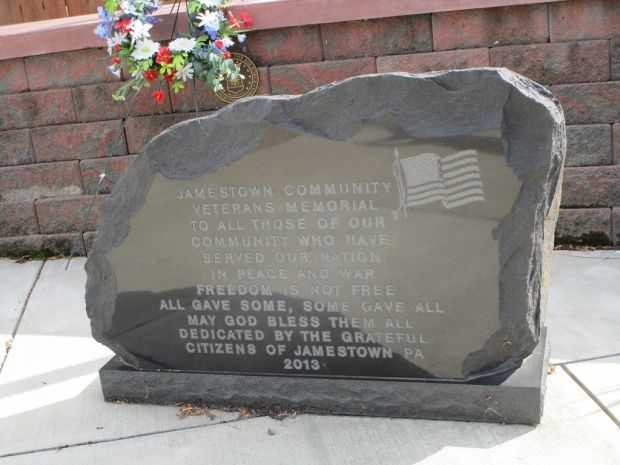 JAMESTOWN COMMUNITY
VETERANS MEMORIAL
TO ALL THOSE OF OUR
COMMUNITY WHO HAVE
SERVED OUR NATION
IN PEACE AND WAR
FREEDOM IS NOT FREE
ALL GAVE SOME, SOME GAVE ALL
MAY GOD BLESS THEM ALL
DEDICATED BY THE GRATEFUL
CITIZENS OF JAMESTOWN PA
2013